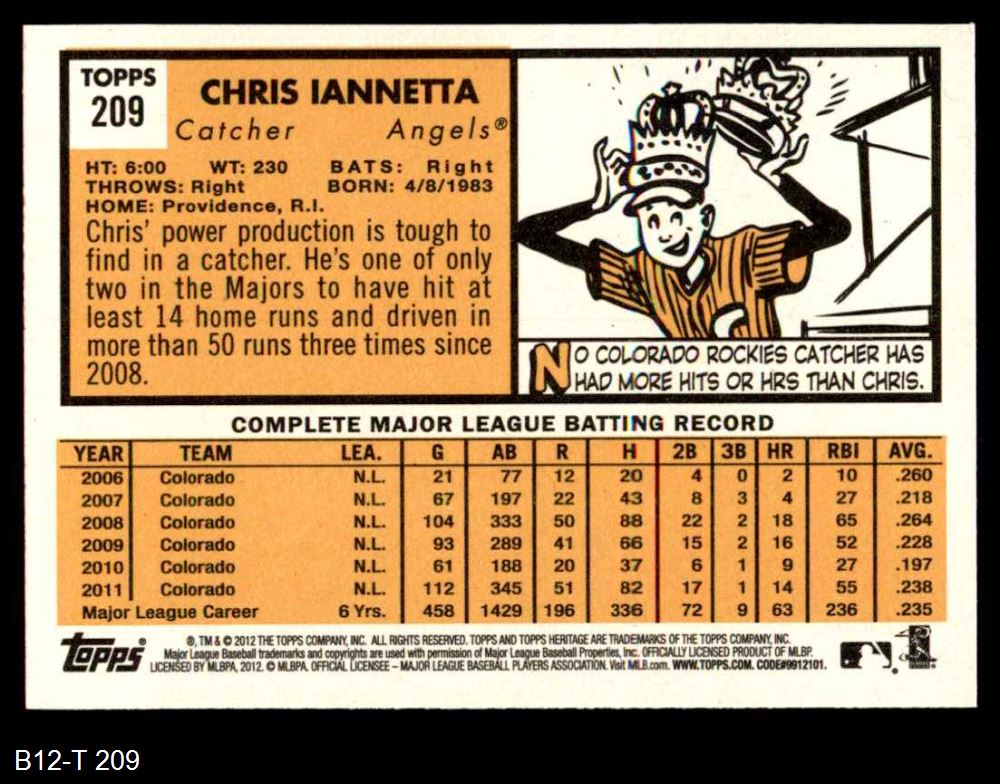 TOPPS
209
CHRIS IANNETTA
Catcher Angels®
HT: 6:00 WT: 230 BATS: Right
THROWS: Right BORN: 4/8/1983
HOME: Providence, R.I.
Chris' power production is tough to
find in a catcher. He's one of only
two in the Majors to have hit at
least 14 home runs and driven in
more than 50 runs three times since
2008.
NO COLORADO ROCKIES CATCHER HAS
HAD MORE HITS OR HRS THAN CHRIS.
COMPLETE MAJOR LEAGUE BATTING RECORD
YEAR TEAM LEA. G AB R H 2B 3B HR RBI AVG.
2006 Colorado N.L. 21 77 12 20 4 0 2 10 .260
2007 Colorado N.L. 67 197 22 43 8 3 4 27 .218
2008 Colorado N.L. 104 333 50 88 22 2 18 65 .264
2009 Colorado N.L. 93 289 41 66 15 2 16 52 .228
2010 Colorado N.L. 61 188 20 37 6 1 9 27 .197
2011 Colorado N.L. 112 345 51 82 17 1 14 55 .238
Major League Career 6 Yrs. 458 1429 196 336 72 9 63 236 .235
Topps®
®, TM & © 2012 THE TOPPS COMPANY, INC. ALL RIGHTS RESERVED. TOPPS AND TOPPS HERITAGE ARE TRADEMARKS OF THE TOPPS COMPANY, INC.
Major League Baseball trademarks and copyrights are used with permission of Major League Baseball Properties, Inc. OFFICIALLY LICENSED PRODUCT OF MLBP.
LICENSED BY MLBPA, 2012. © MLBPA. OFFICIAL LICENSEE – MAJOR LEAGUE BASEBALL PLAYERS ASSOCIATION. Visit MLB.com. WWW.TOPPS.COM. CODE#9912101.
B12-T 209